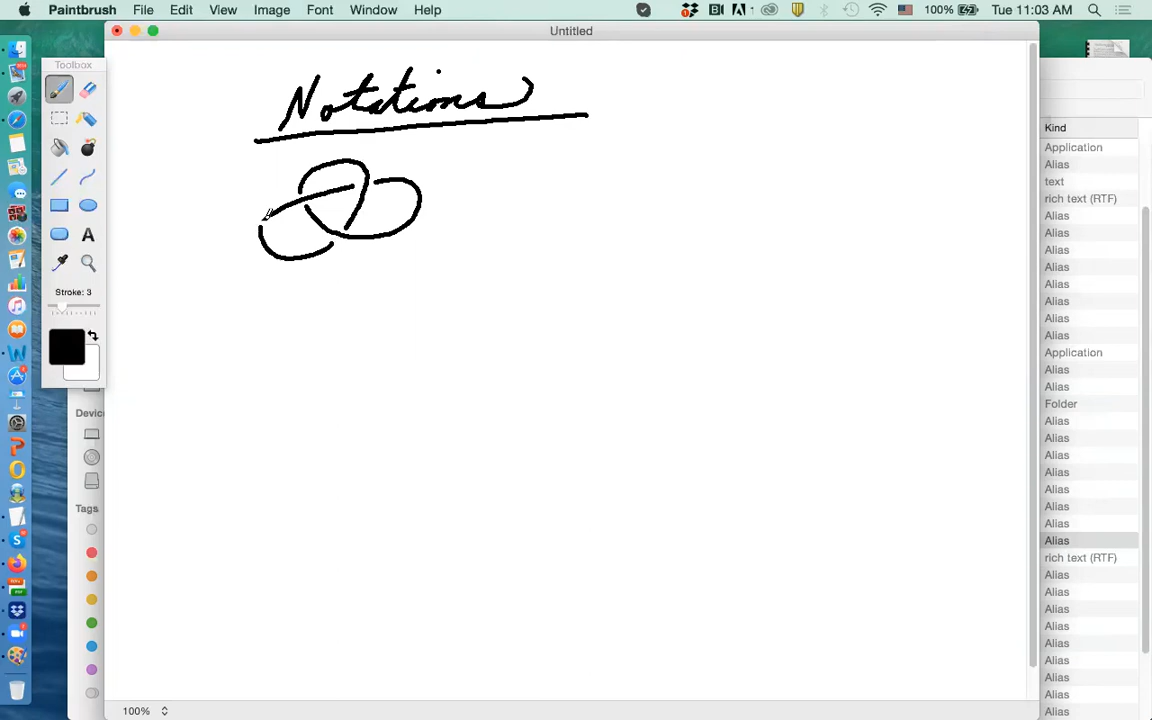 Paintbrush File Edit View Image Font Window Help 100% Tue 11:03 AM
Untitled
Toolbox
Notations
Stroke: 3
Devic
Tags
100%
Kind
Application
Alias
text
rich text (RTF)
Alias
Alias
Alias
Alias
Alias
Alias
Alias
Alias
Application
Alias
Alias
Folder
Alias
Alias
Alias
Alias
Alias
Alias
Alias
Alias
rich text (RTF)
Alias
Alias
Alias
Alias
Alias
Alias
Alias
Alias
Alias